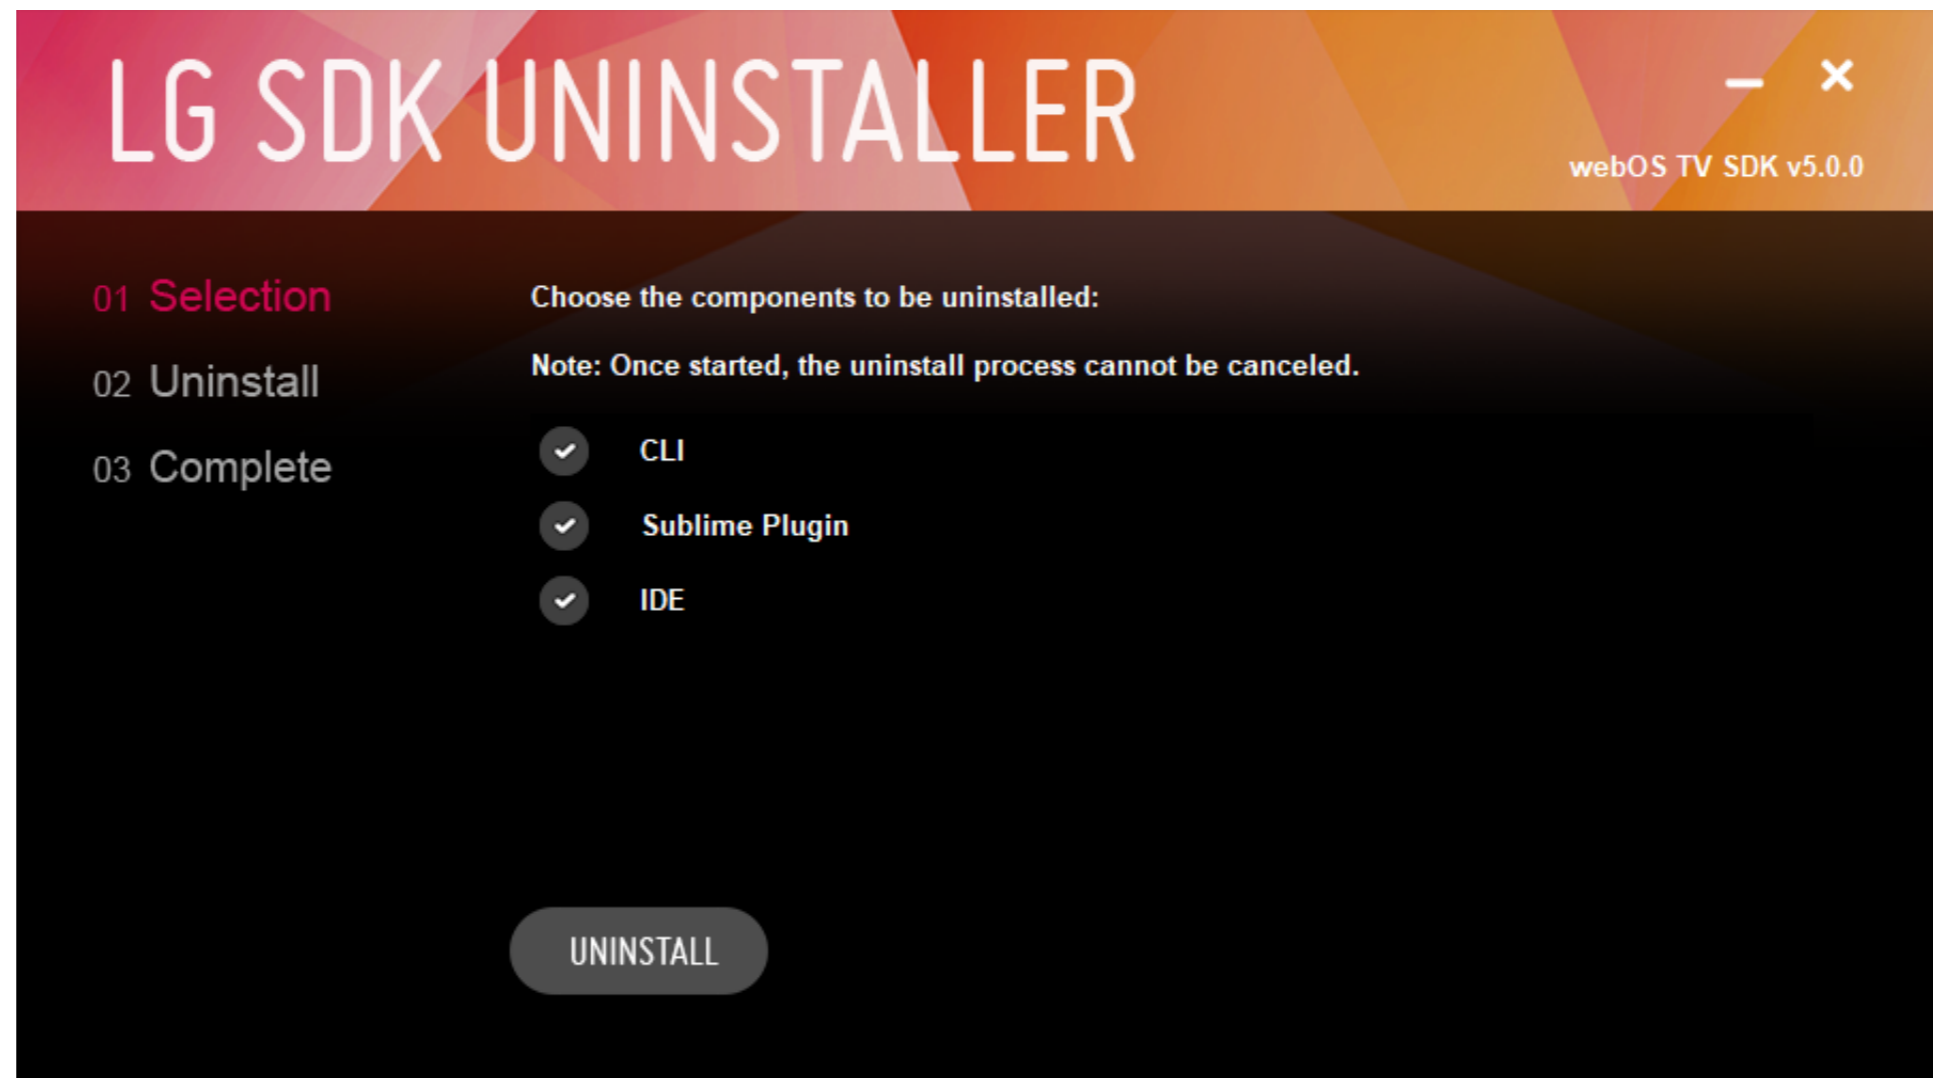 LG SDK UNINSTALLER
webOS TV SDK v5.0.0
01 Selection
02 Uninstall
03 Complete
Choose the components to be uninstalled:
Note: Once started, the uninstall process cannot be canceled.
CLI
Sublime Plugin
IDE
UNINSTALL